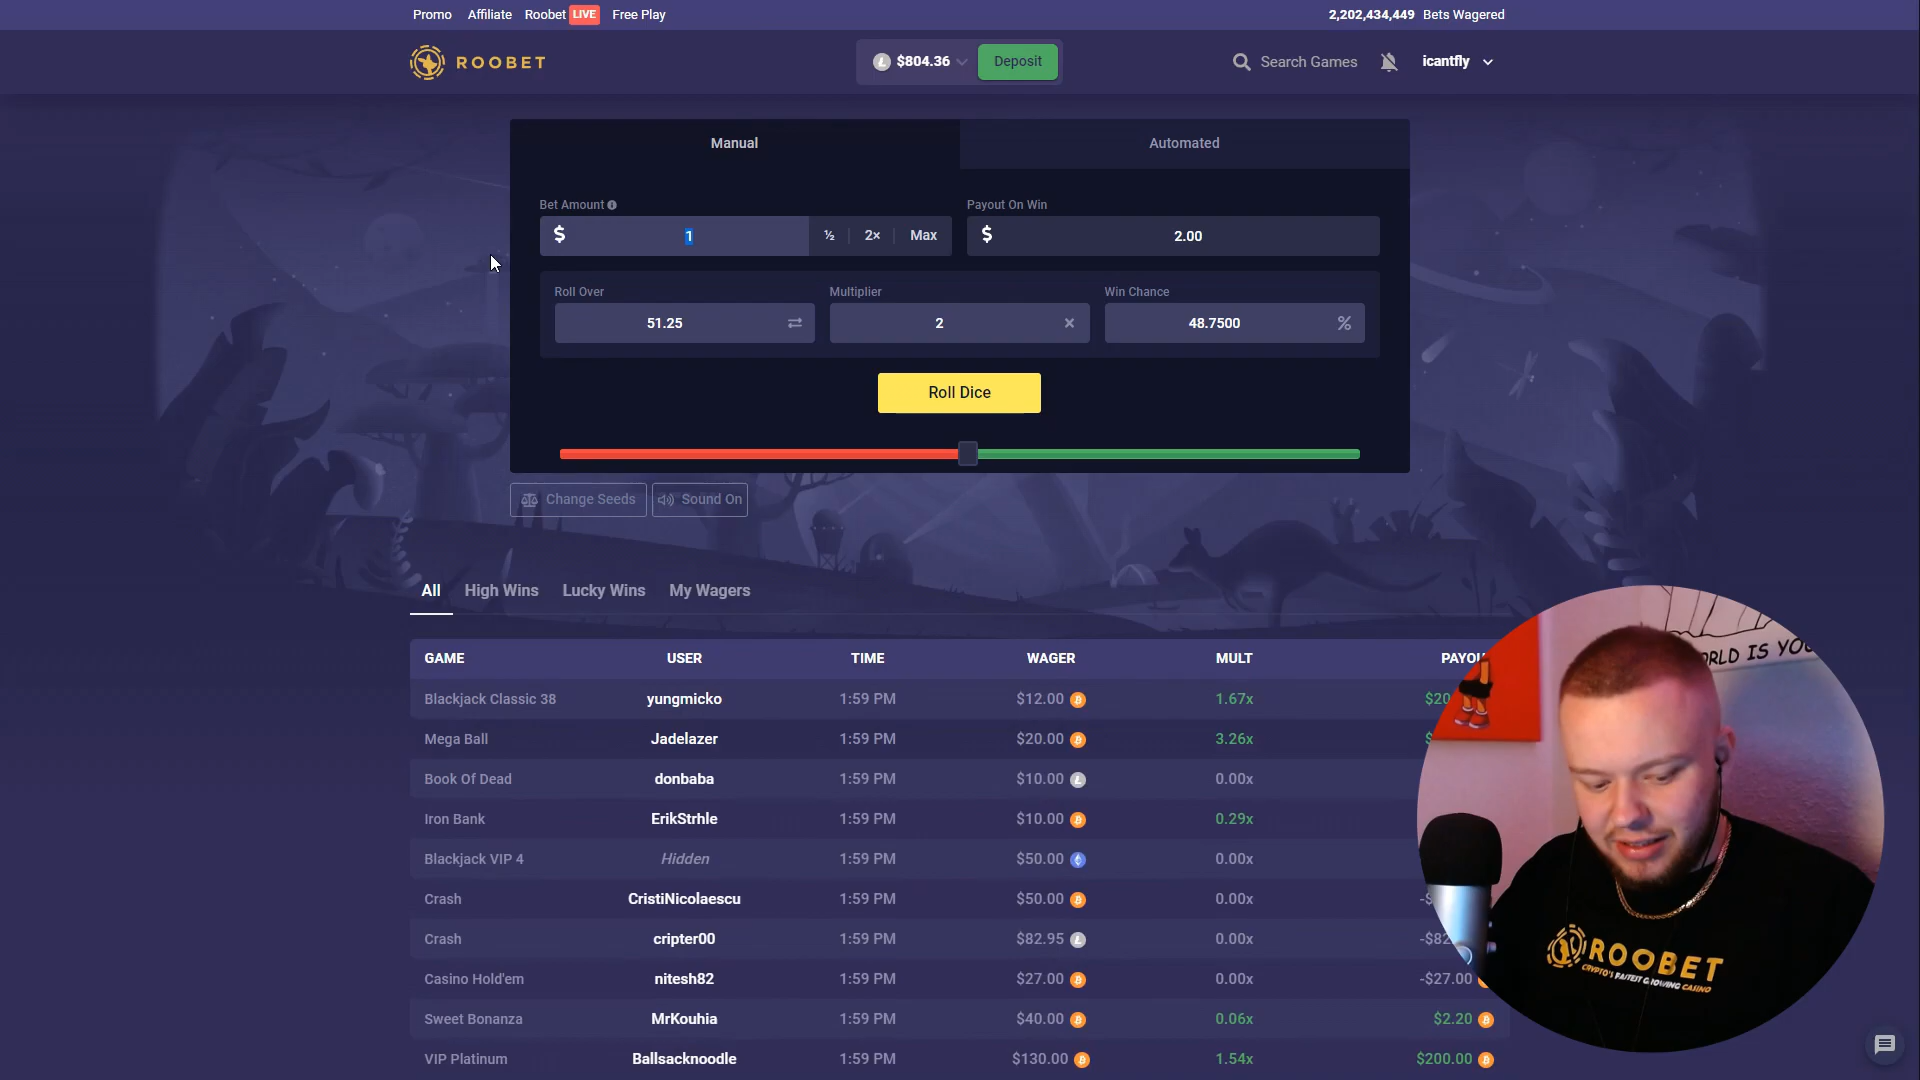 Promo Affiliate Roobet LIVE Free Play 2,202,434,449 Bets Wagered
ROOBET $804.36 Deposit Search Games icantfly
Manual Automated
Bet Amount Payout On Win
$ 1 ½ 2× Max $ 2.00
Roll Over Multiplier Win Chance
51.25 2 × 48.7500 %
Roll Dice
Change Seeds Sound On
All High Wins Lucky Wins My Wagers
GAME USER TIME WAGER MULT
Blackjack Classic 38 yungmicko 1:59 PM $12.00 1.67x
Mega Ball Jadelazer 1:59 PM $20.00 3.26x
Book Of Dead donbaba 1:59 PM $10.00 0.00x
Iron Bank ErikStrhle 1:59 PM $10.00 0.29x
Blackjack VIP 4 Hidden 1:59 PM $50.00 0.00x
Crash CristiNicolaescu 1:59 PM $50.00 0.00x
Crash cripter00 1:59 PM $82.95 0.00x
Casino Hold'em nitesh82 1:59 PM $27.00 0.00x -$27.00
Sweet Bonanza MrKouhia 1:59 PM $40.00 0.06x $2.20
VIP Platinum Ballsacknoodle 1:59 PM $130.00 1.54x $200.00
IS
ROOBET
CRYPTO'S FASTEST GROWING CASINO